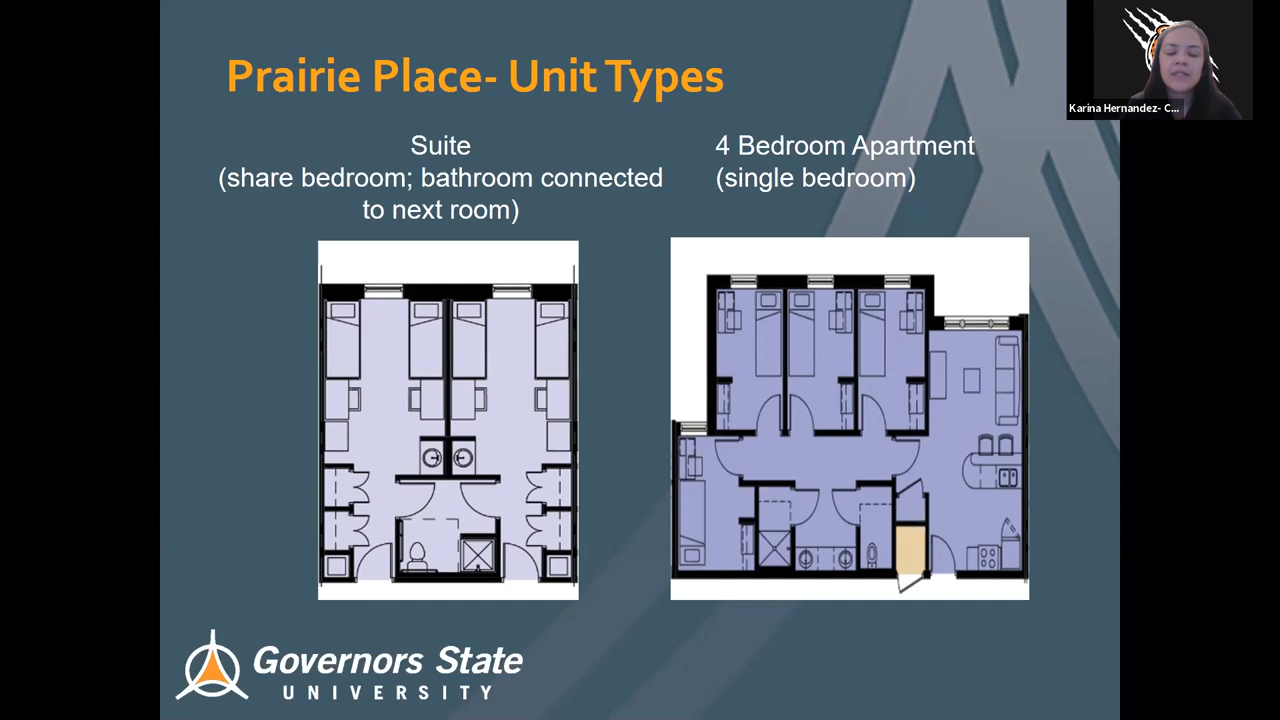 Prairie Place- Unit Types
Karina Hernandez- C...
Suite
(share bedroom; bathroom connected
to next room)
4 Bedroom Apartment
(single bedroom)
Governors State
UNIVERSITY